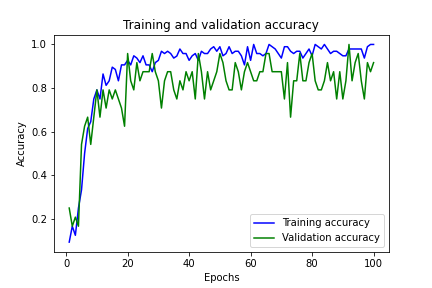 Training and validation accuracy
1.0
0.8
0.6
0.4
0.2
Accuracy
Training accuracy
Validation accuracy
0 20 40 60 80 100
Epochs